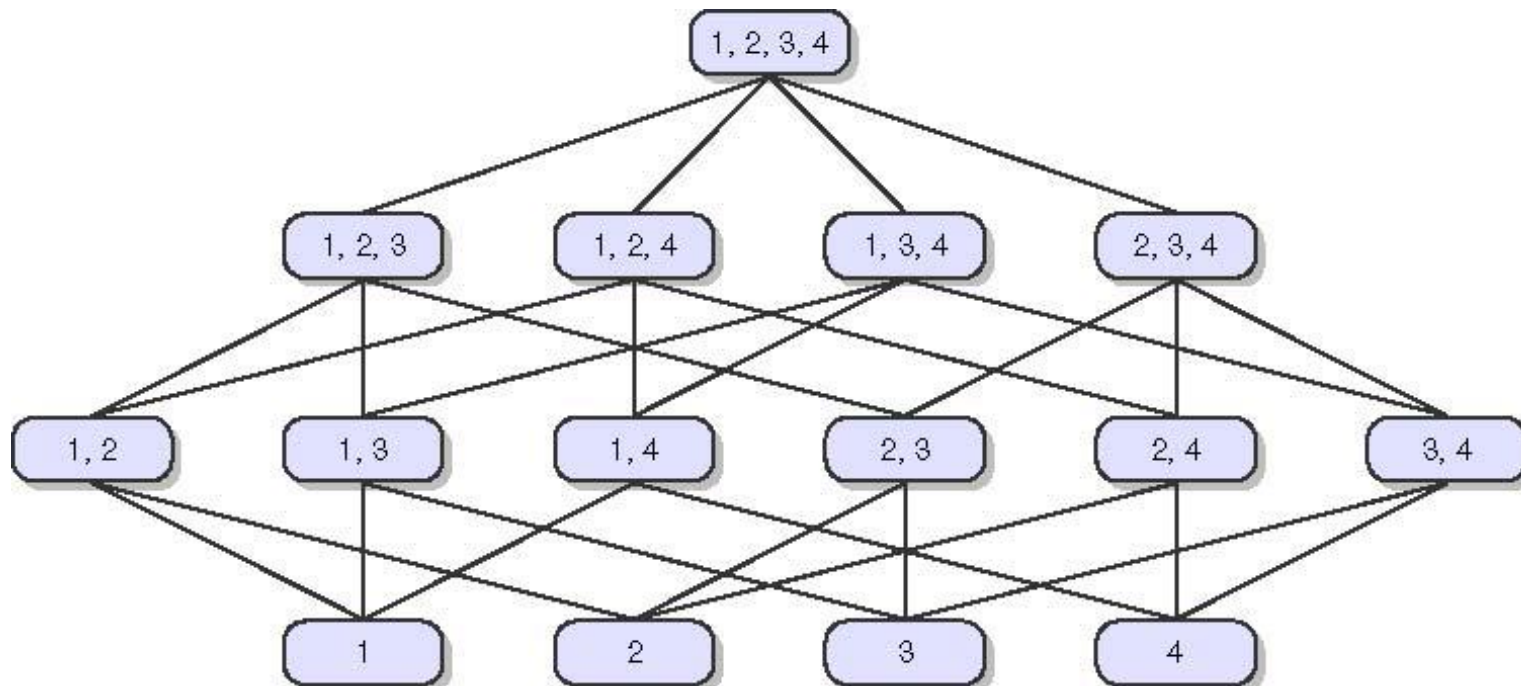 1, 2, 3, 4
1, 2, 3
1, 2, 4
1, 3, 4
2, 3, 4
1, 2
1, 3
1, 4
2, 3
2, 4
3, 4
1
2
3
4